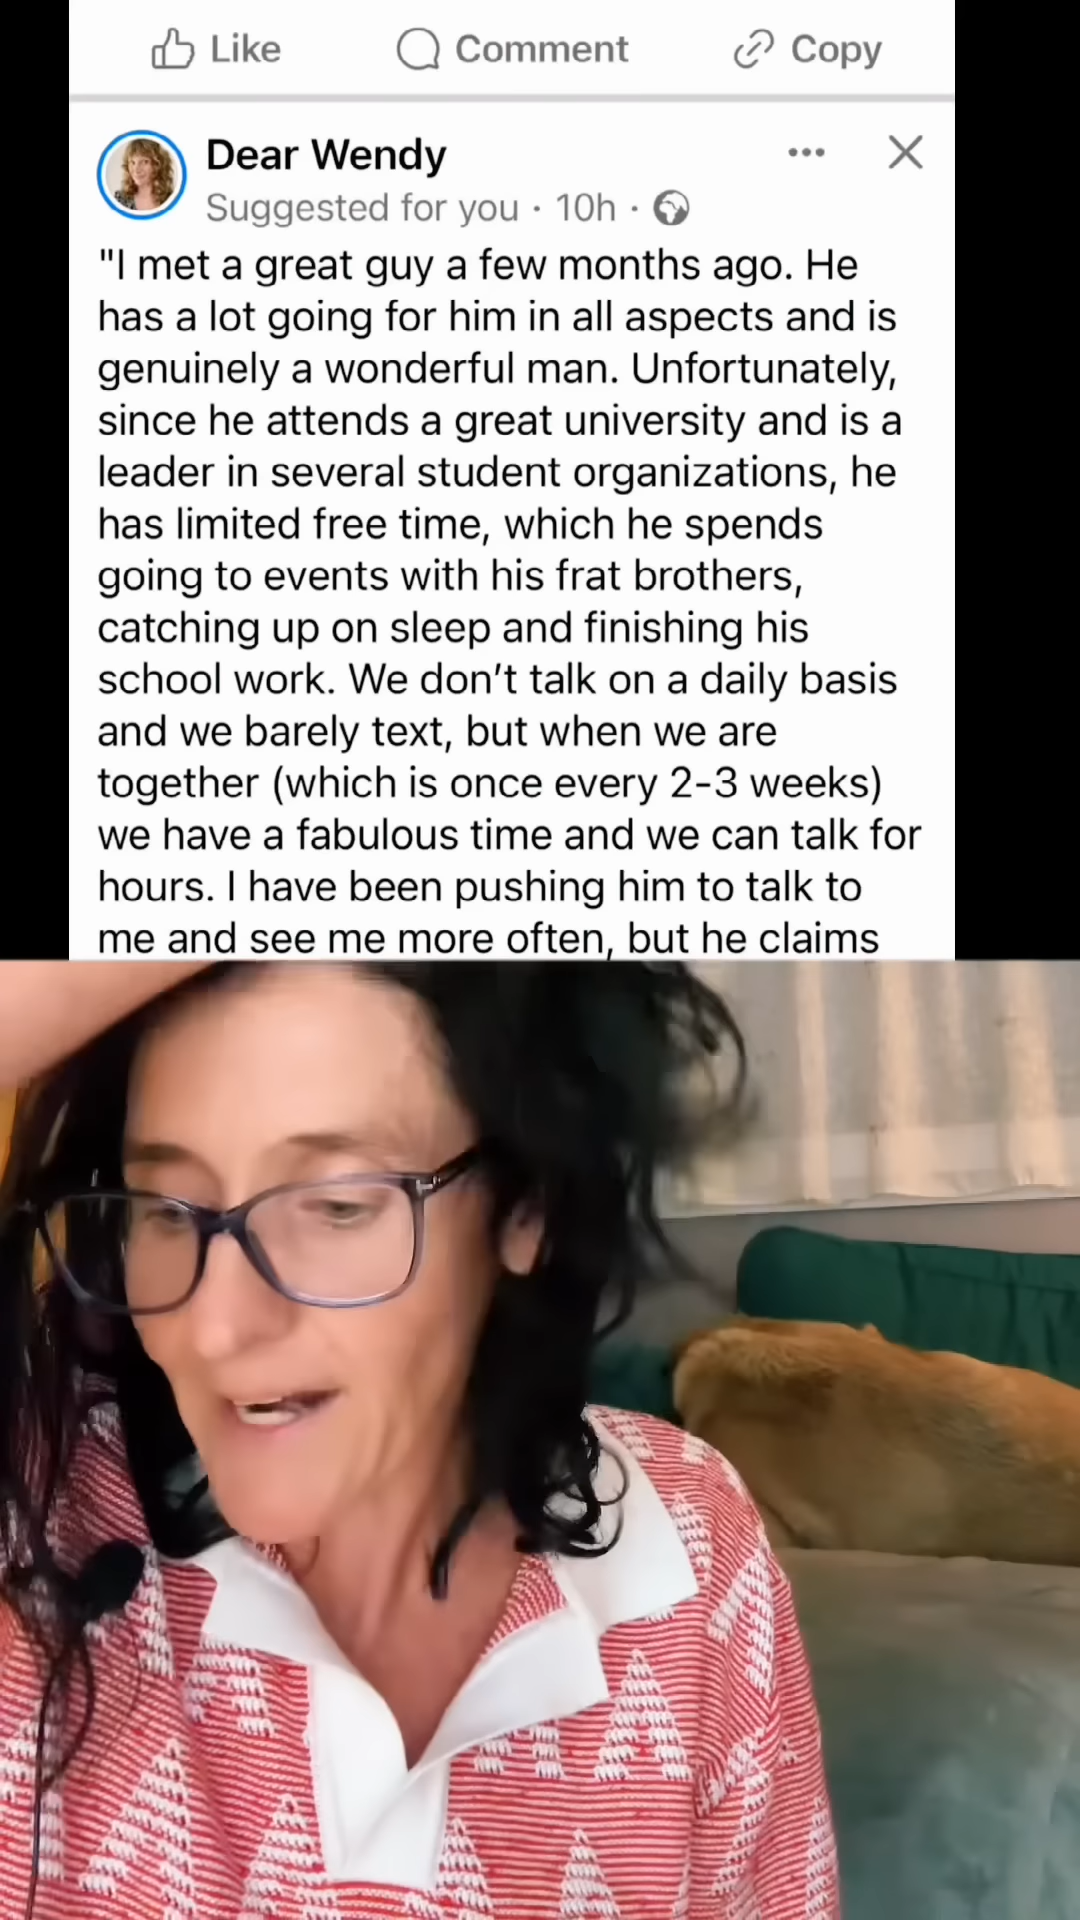 Like Comment Copy
Dear Wendy
Suggested for you · 10h ·
"I met a great guy a few months ago. He
has a lot going for him in all aspects and is
genuinely a wonderful man. Unfortunately,
since he attends a great university and is a
leader in several student organizations, he
has limited free time, which he spends
going to events with his frat brothers,
catching up on sleep and finishing his
school work. We don’t talk on a daily basis
and we barely text, but when we are
together (which is once every 2-3 weeks)
we have a fabulous time and we can talk for
hours. I have been pushing him to talk to
me and see me more often, but he claims